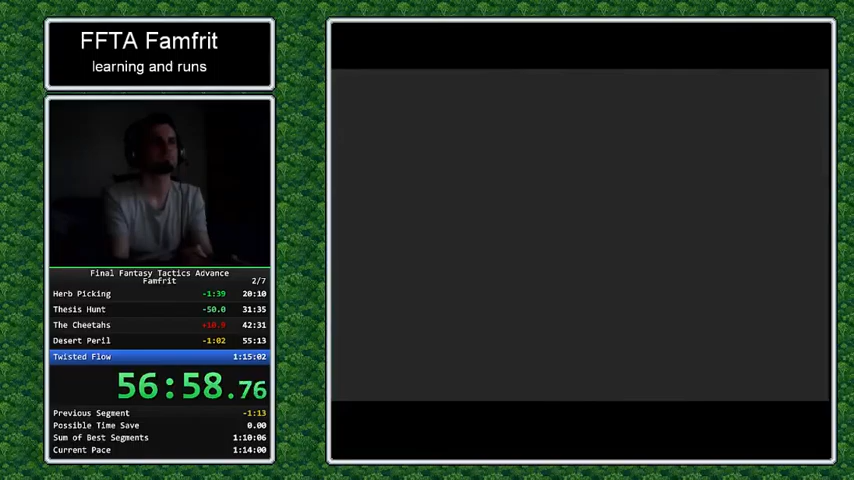 FFTA Famfrit
learning and runs
Final Fantasy Tactics Advance
Famfrit 2/7
Herb Picking -1:39 20:10
Thesis Hunt -50.0 31:35
The Cheetahs +10.0 42:31
Desert Peril -1:02 55:13
Twisted Flow 1:15:02
56:58.76
Previous Segment -1:13
Possible Time Save 0.00
Sum of Best Segments 1:10:06
Current Pace 1:14:00